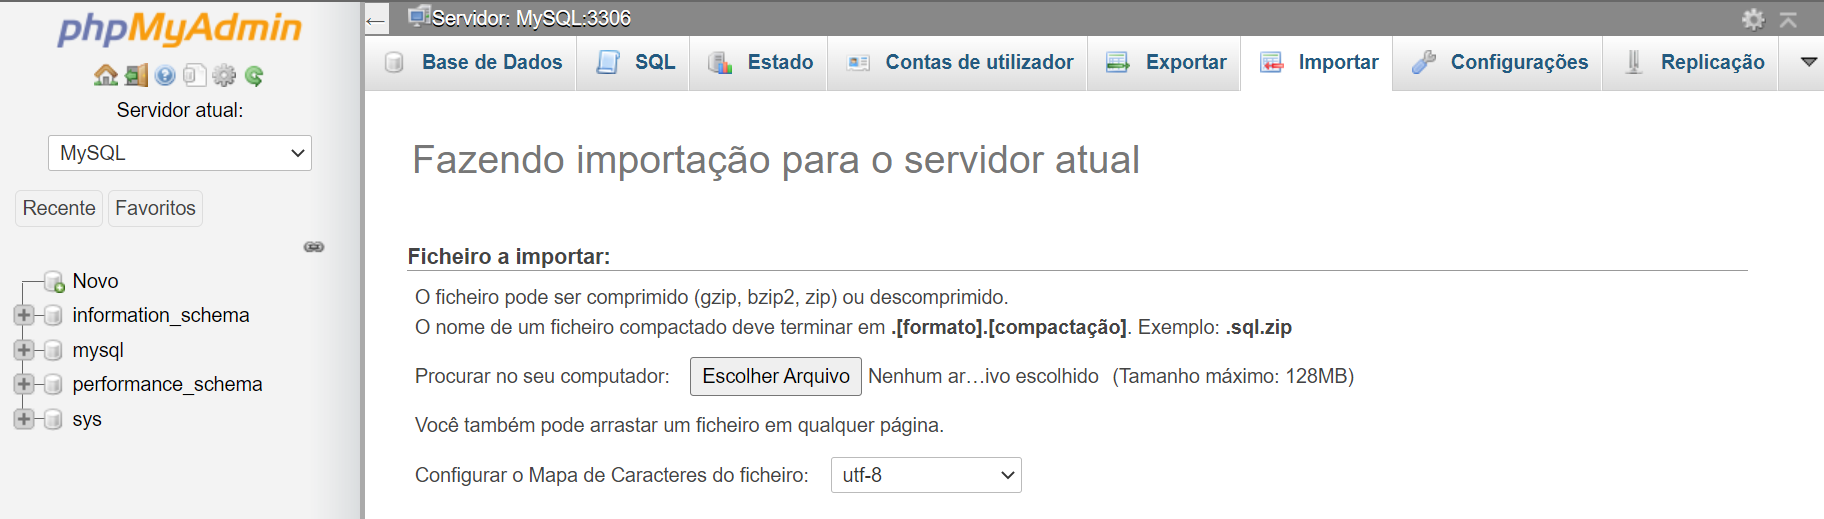 phpMyAdmin
Servidor atual:
MySQL
Recente Favoritos
Novo
information_schema
mysql
performance_schema
sys
Servidor: MySQL:3306
Base de Dados SQL Estado Contas de utilizador Exportar Importar Configurações Replicação
Fazendo importação para o servidor atual
Ficheiro a importar:
O ficheiro pode ser comprimido (gzip, bzip2, zip) ou descomprimido.
O nome de um ficheiro compactado deve terminar em .[formato].[compactação]. Exemplo: .sql.zip
Procurar no seu computador: Escolher Arquivo Nenhum ar…ivo escolhido (Tamanho máximo: 128MB)
Você também pode arrastar um ficheiro em qualquer página.
Configurar o Mapa de Caracteres do ficheiro: utf-8